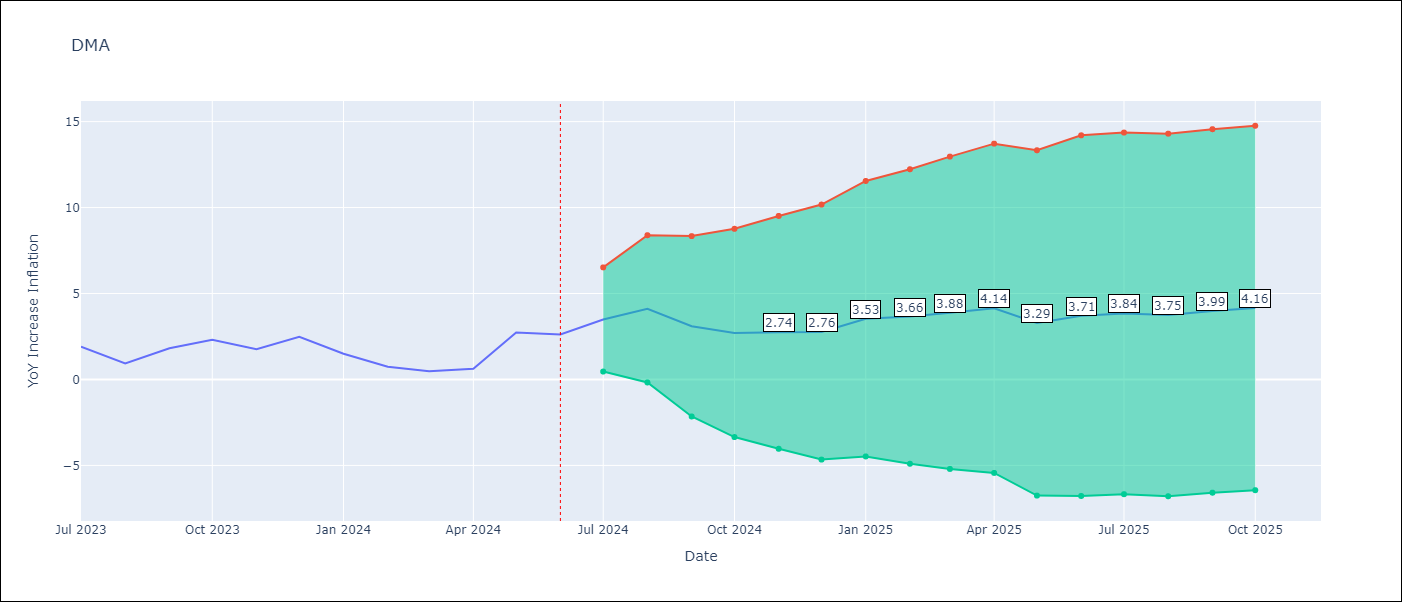 DMA
15
10
5
0
−5
YoY Increase Inflation
2.74 2.76 3.53 3.66 3.88 4.14 3.29 3.71 3.84 3.75 3.99 4.16
Jul 2023 Oct 2023 Jan 2024 Apr 2024 Jul 2024 Oct 2024 Jan 2025 Apr 2025 Jul 2025 Oct 2025
Date